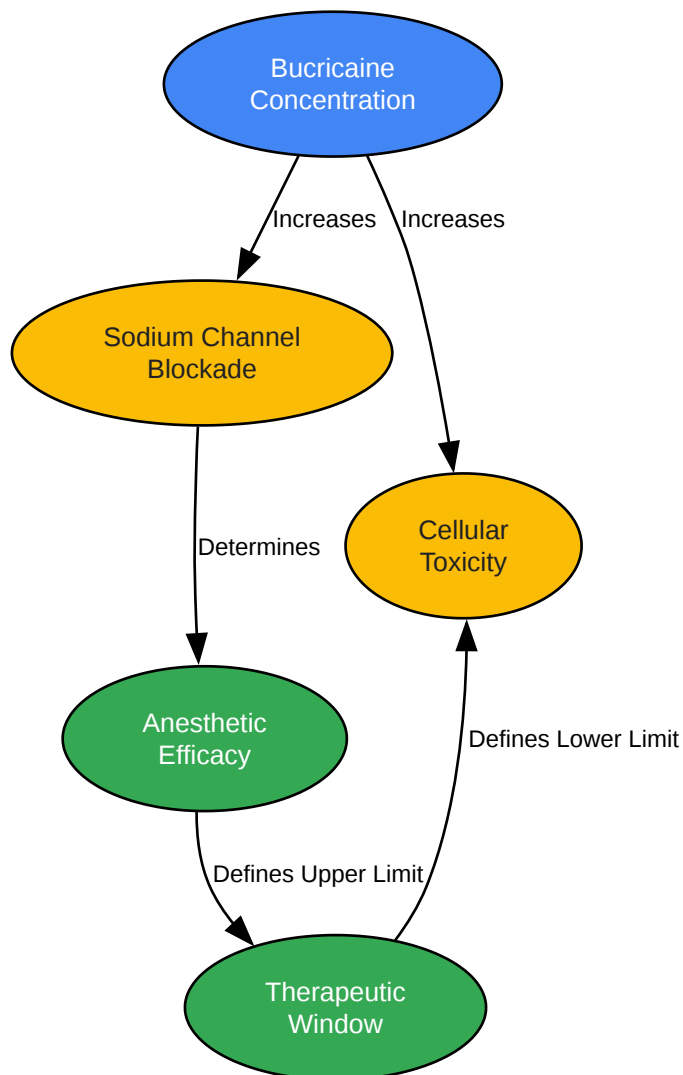 Bucricaine
Concentration
Increases
Increases
Sodium Channel
Blockade
Cellular
Toxicity
Determines
Anesthetic
Efficacy
Defines Lower Limit
Defines Upper Limit
Therapeutic
Window